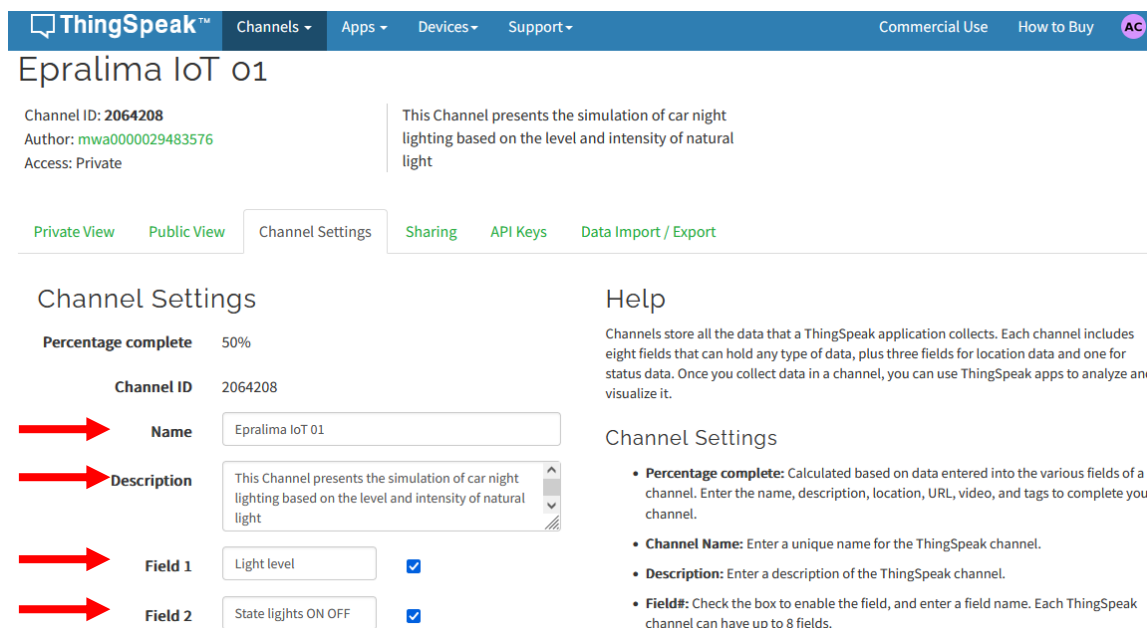 ThingSpeak™ Channels Apps Devices Support Commercial Use How to Buy AC
Epralima IoT 01
Channel ID: 2064208
Author: mwa0000029483576
Access: Private
This Channel presents the simulation of car night
lighting based on the level and intensity of natural
light
Private View Public View Channel Settings Sharing API Keys Data Import / Export
Channel Settings
Percentage complete 50%
Channel ID 2064208
Name Epralima IoT 01
Description This Channel presents the simulation of car night
lighting based on the level and intensity of natural
light
Field 1 Light level
Field 2 State ligjhts ON OFF
Help
Channels store all the data that a ThingSpeak application collects. Each channel includes
eight fields that can hold any type of data, plus three fields for location data and one for
status data. Once you collect data in a channel, you can use ThingSpeak apps to analyze and
visualize it.
Channel Settings
• Percentage complete: Calculated based on data entered into the various fields of a
channel. Enter the name, description, location, URL, video, and tags to complete you
channel.
• Channel Name: Enter a unique name for the ThingSpeak channel.
• Description: Enter a description of the ThingSpeak channel.
• Field#: Check the box to enable the field, and enter a field name. Each ThingSpeak
channel can have up to 8 fields.